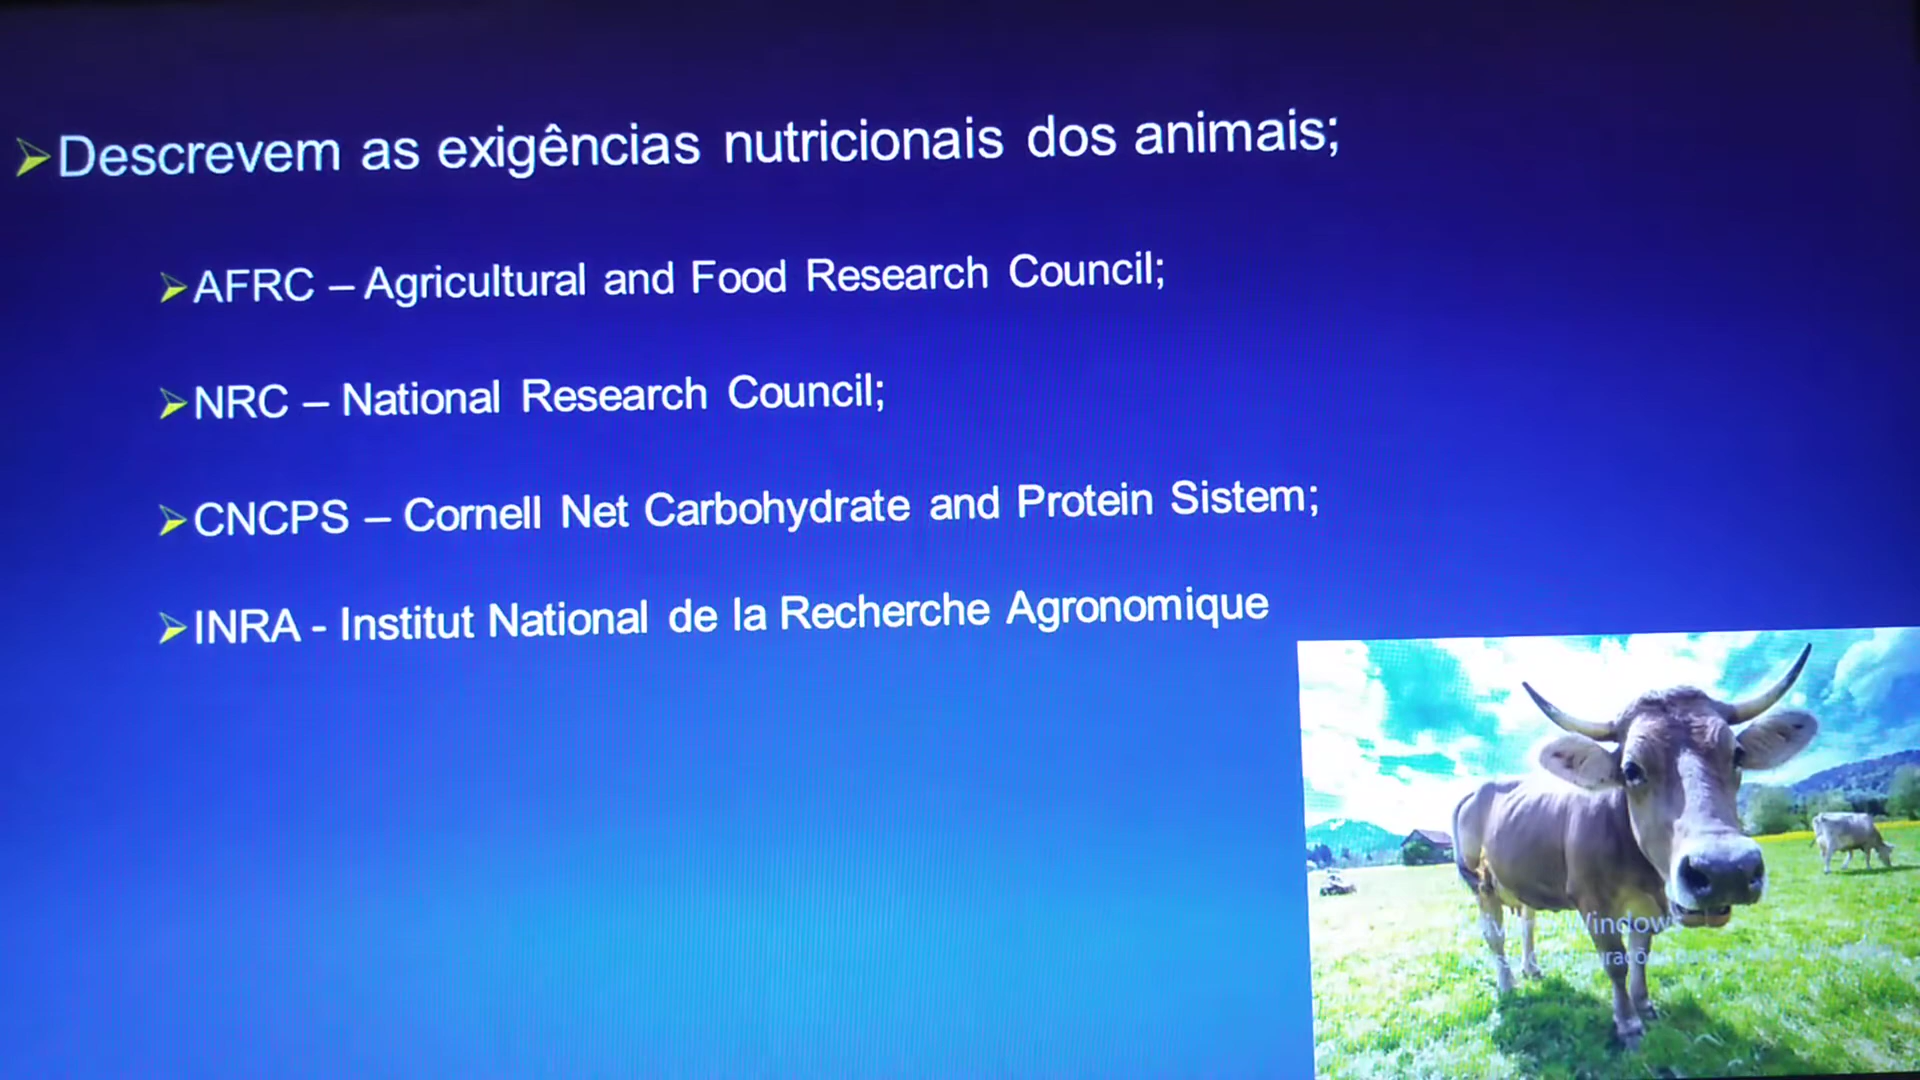 Descrevem as exigências nutricionais dos animais;
AFRC – Agricultural and Food Research Council;
NRC – National Research Council;
CNCPS – Cornell Net Carbohydrate and Protein Sistem;
INRA - Institut National de la Recherche Agronomique
Windows